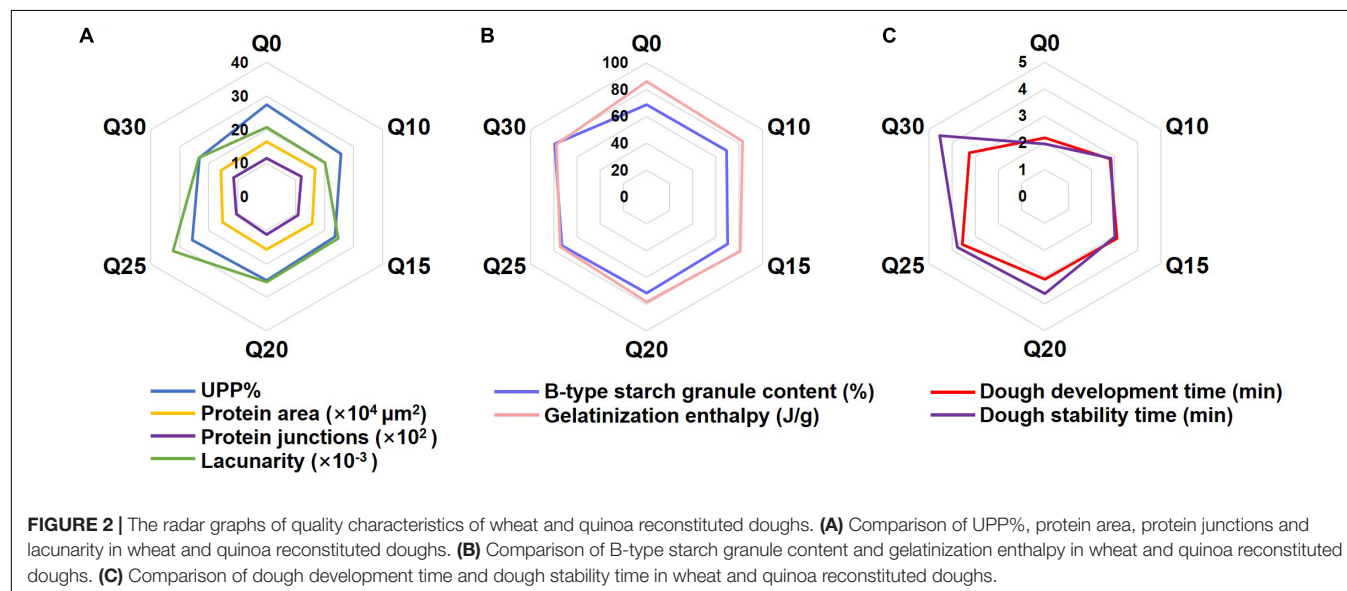 A
Q0
40
30
20
10
0
Q10
Q15
Q20
Q25
Q30
UPP%
Protein area (×10⁴ μm²)
Protein junctions (×10²)
Lacunarity (×10⁻³)
B
Q0
100
80
60
40
20
0
Q10
Q15
Q20
Q25
Q30
B-type starch granule content (%)
Gelatinization enthalpy (J/g)
C
Q0
5
4
3
2
1
0
Q10
Q15
Q20
Q25
Q30
Dough development time (min)
Dough stability time (min)
FIGURE 2 | The radar graphs of quality characteristics of wheat and quinoa reconstituted doughs. (A) Comparison of UPP%, protein area, protein junctions and
lacunarity in wheat and quinoa reconstituted doughs. (B) Comparison of B-type starch granule content and gelatinization enthalpy in wheat and quinoa reconstituted
doughs. (C) Comparison of dough development time and dough stability time in wheat and quinoa reconstituted doughs.